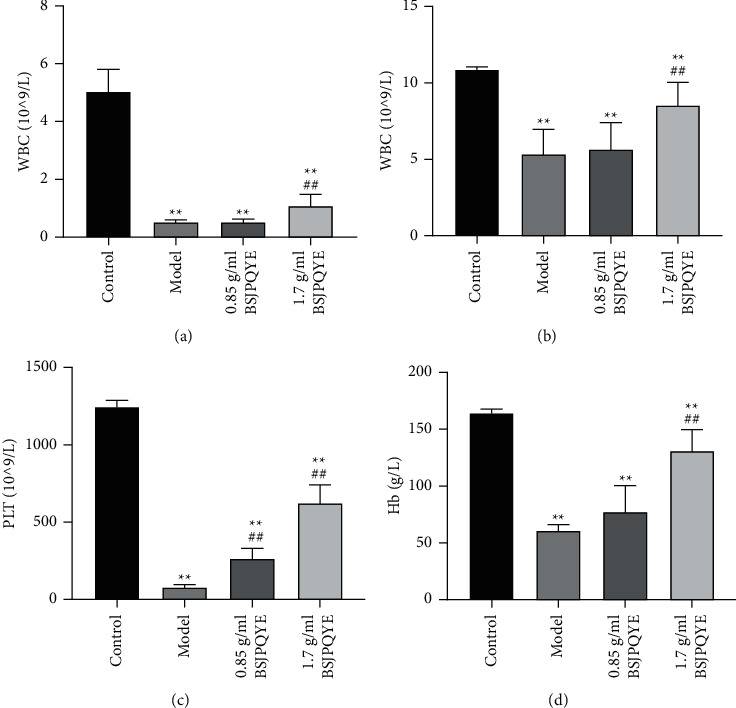 WBC (10^9/L)
8
6
4
2
0
**
**
**
##
Control
Model
0.85 g/ml
BSJPQYE
1.7 g/ml
BSJPQYE
(a)
WBC (10^9/L)
15
10
5
0
**
**
**
##
Control
Model
0.85 g/ml
BSJPQYE
1.7 g/ml
BSJPQYE
(b)
PLT (10^9/L)
1500
1000
500
0
**
**
##
**
##
Control
Model
0.85 g/ml
BSJPQYE
1.7 g/ml
BSJPQYE
(c)
Hb (g/L)
200
150
100
50
0
**
**
**
##
Control
Model
0.85 g/ml
BSJPQYE
1.7 g/ml
BSJPQYE
(d)